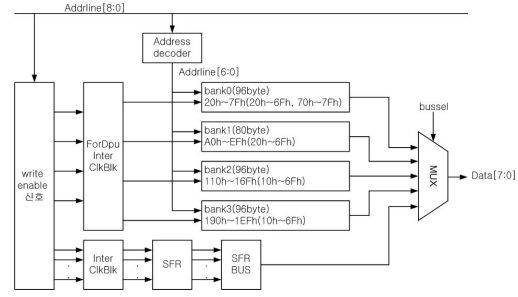 Addrline[8:0]
Address
decoder
Addrline[6:0]
bank0(96byte)
20h~7Fh(20h~6Fh, 70h~7Fh)
bank1(80byte)
A0h~EFh(20h~6Fh)
bank2(96byte)
110h~16Fh(10h~6Fh)
bank3(96byte)
190h~1EFh(10h~6Fh)
bussel
MUX
Data[7:0]
write
enable
신호
ForDpu
Inter
ClkBlk
Inter
ClkBlk
SFR
SFR
BUS